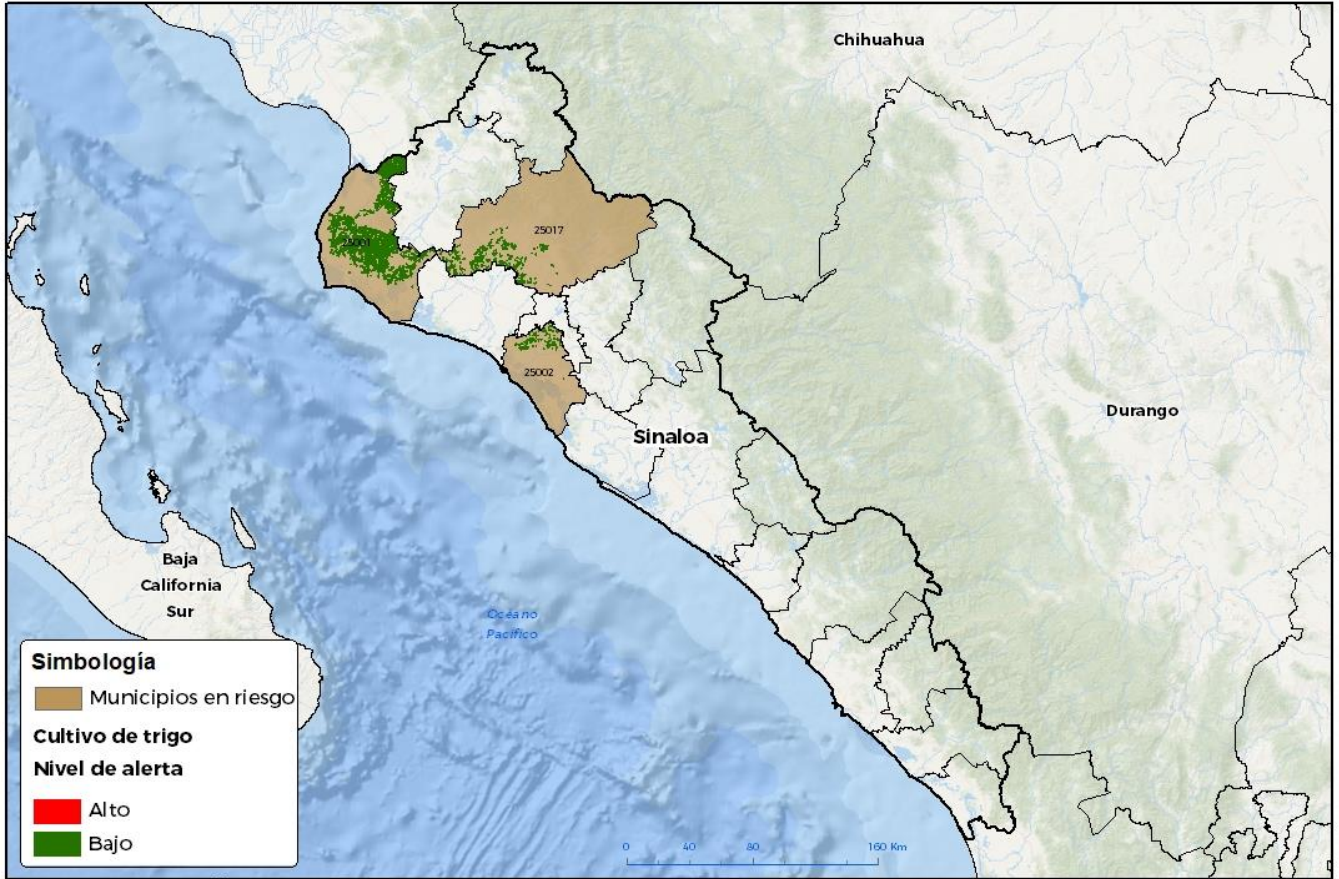 Chihuahua
25001
25017
25002
Durango
Sinaloa
Baja
California
Sur
Océano
Pacífico
Simbología
Municipios en riesgo
Cultivo de trigo
Nivel de alerta
Alto
Bajo
0 40 80 160 Km